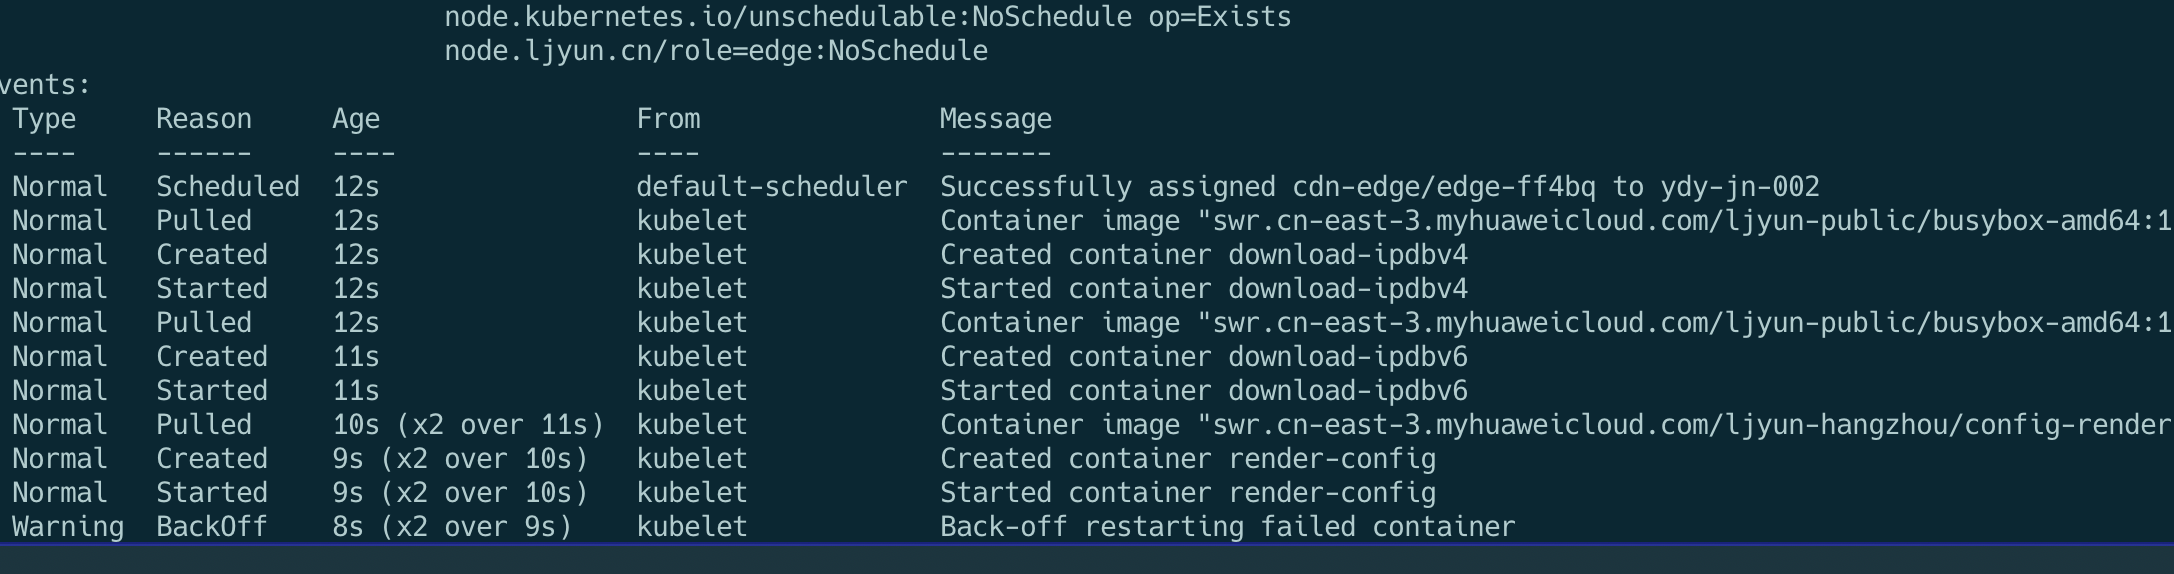 node.kubernetes.io/unschedulable:NoSchedule op=Exists
node.ljyun.cn/role=edge:NoSchedule
vents:
Type Reason Age From Message
---- ------ ---- ---- -------
Normal Scheduled 12s default-scheduler Successfully assigned cdn-edge/edge-ff4bq to ydy-jn-002
Normal Pulled 12s kubelet Container image "swr.cn-east-3.myhuaweicloud.com/ljyun-public/busybox-amd64:1
Normal Created 12s kubelet Created container download-ipdbv4
Normal Started 12s kubelet Started container download-ipdbv4
Normal Pulled 12s kubelet Container image "swr.cn-east-3.myhuaweicloud.com/ljyun-public/busybox-amd64:1
Normal Created 11s kubelet Created container download-ipdbv6
Normal Started 11s kubelet Started container download-ipdbv6
Normal Pulled 10s (x2 over 11s) kubelet Container image "swr.cn-east-3.myhuaweicloud.com/ljyun-hangzhou/config-render
Normal Created 9s (x2 over 10s) kubelet Created container render-config
Normal Started 9s (x2 over 10s) kubelet Started container render-config
Warning BackOff 8s (x2 over 9s) kubelet Back-off restarting failed container